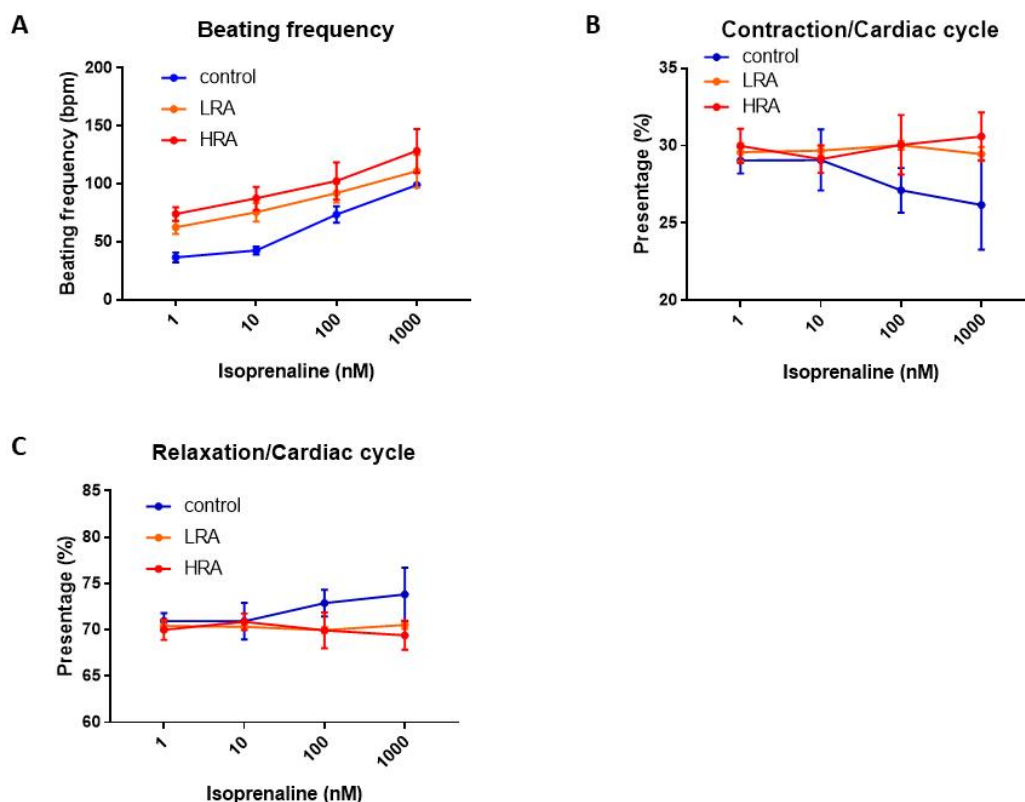 A
Beating frequency
Beating frequency (bpm)
200
150
100
50
0
control
LRA
HRA
1
10
100
1000
Isoprenaline (nM)
B
Contraction/Cardiac cycle
Presentage (%)
35
30
25
20
control
LRA
HRA
1
10
100
1000
Isoprenaline (nM)
C
Relaxation/Cardiac cycle
Presentage (%)
85
80
75
70
65
60
control
LRA
HRA
1
10
100
1000
Isoprenaline (nM)